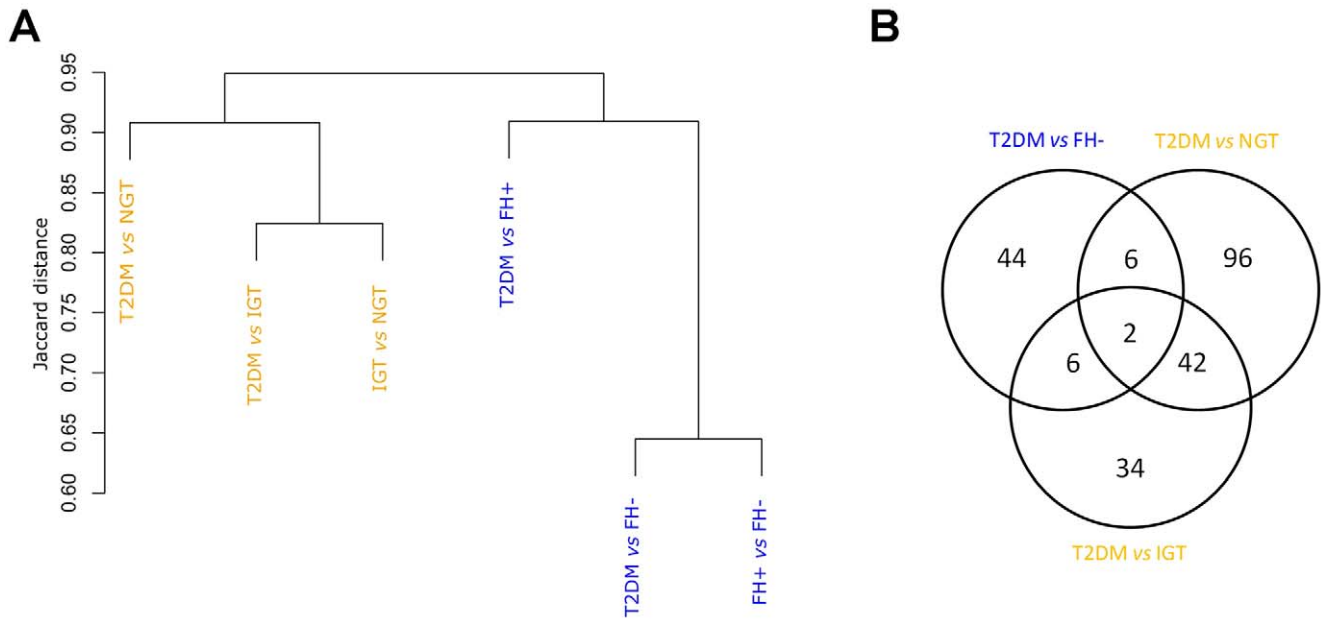 A
Jaccard distance
0.95
0.90
0.85
0.80
0.75
0.70
0.65
0.60
T2DM vs NGT
T2DM vs IGT
IGT vs NGT
T2DM vs FH+
T2DM vs FH-
FH+ vs FH-
B
T2DM vs FH-
T2DM vs NGT
44
6
96
2
6
42
34
T2DM vs IGT